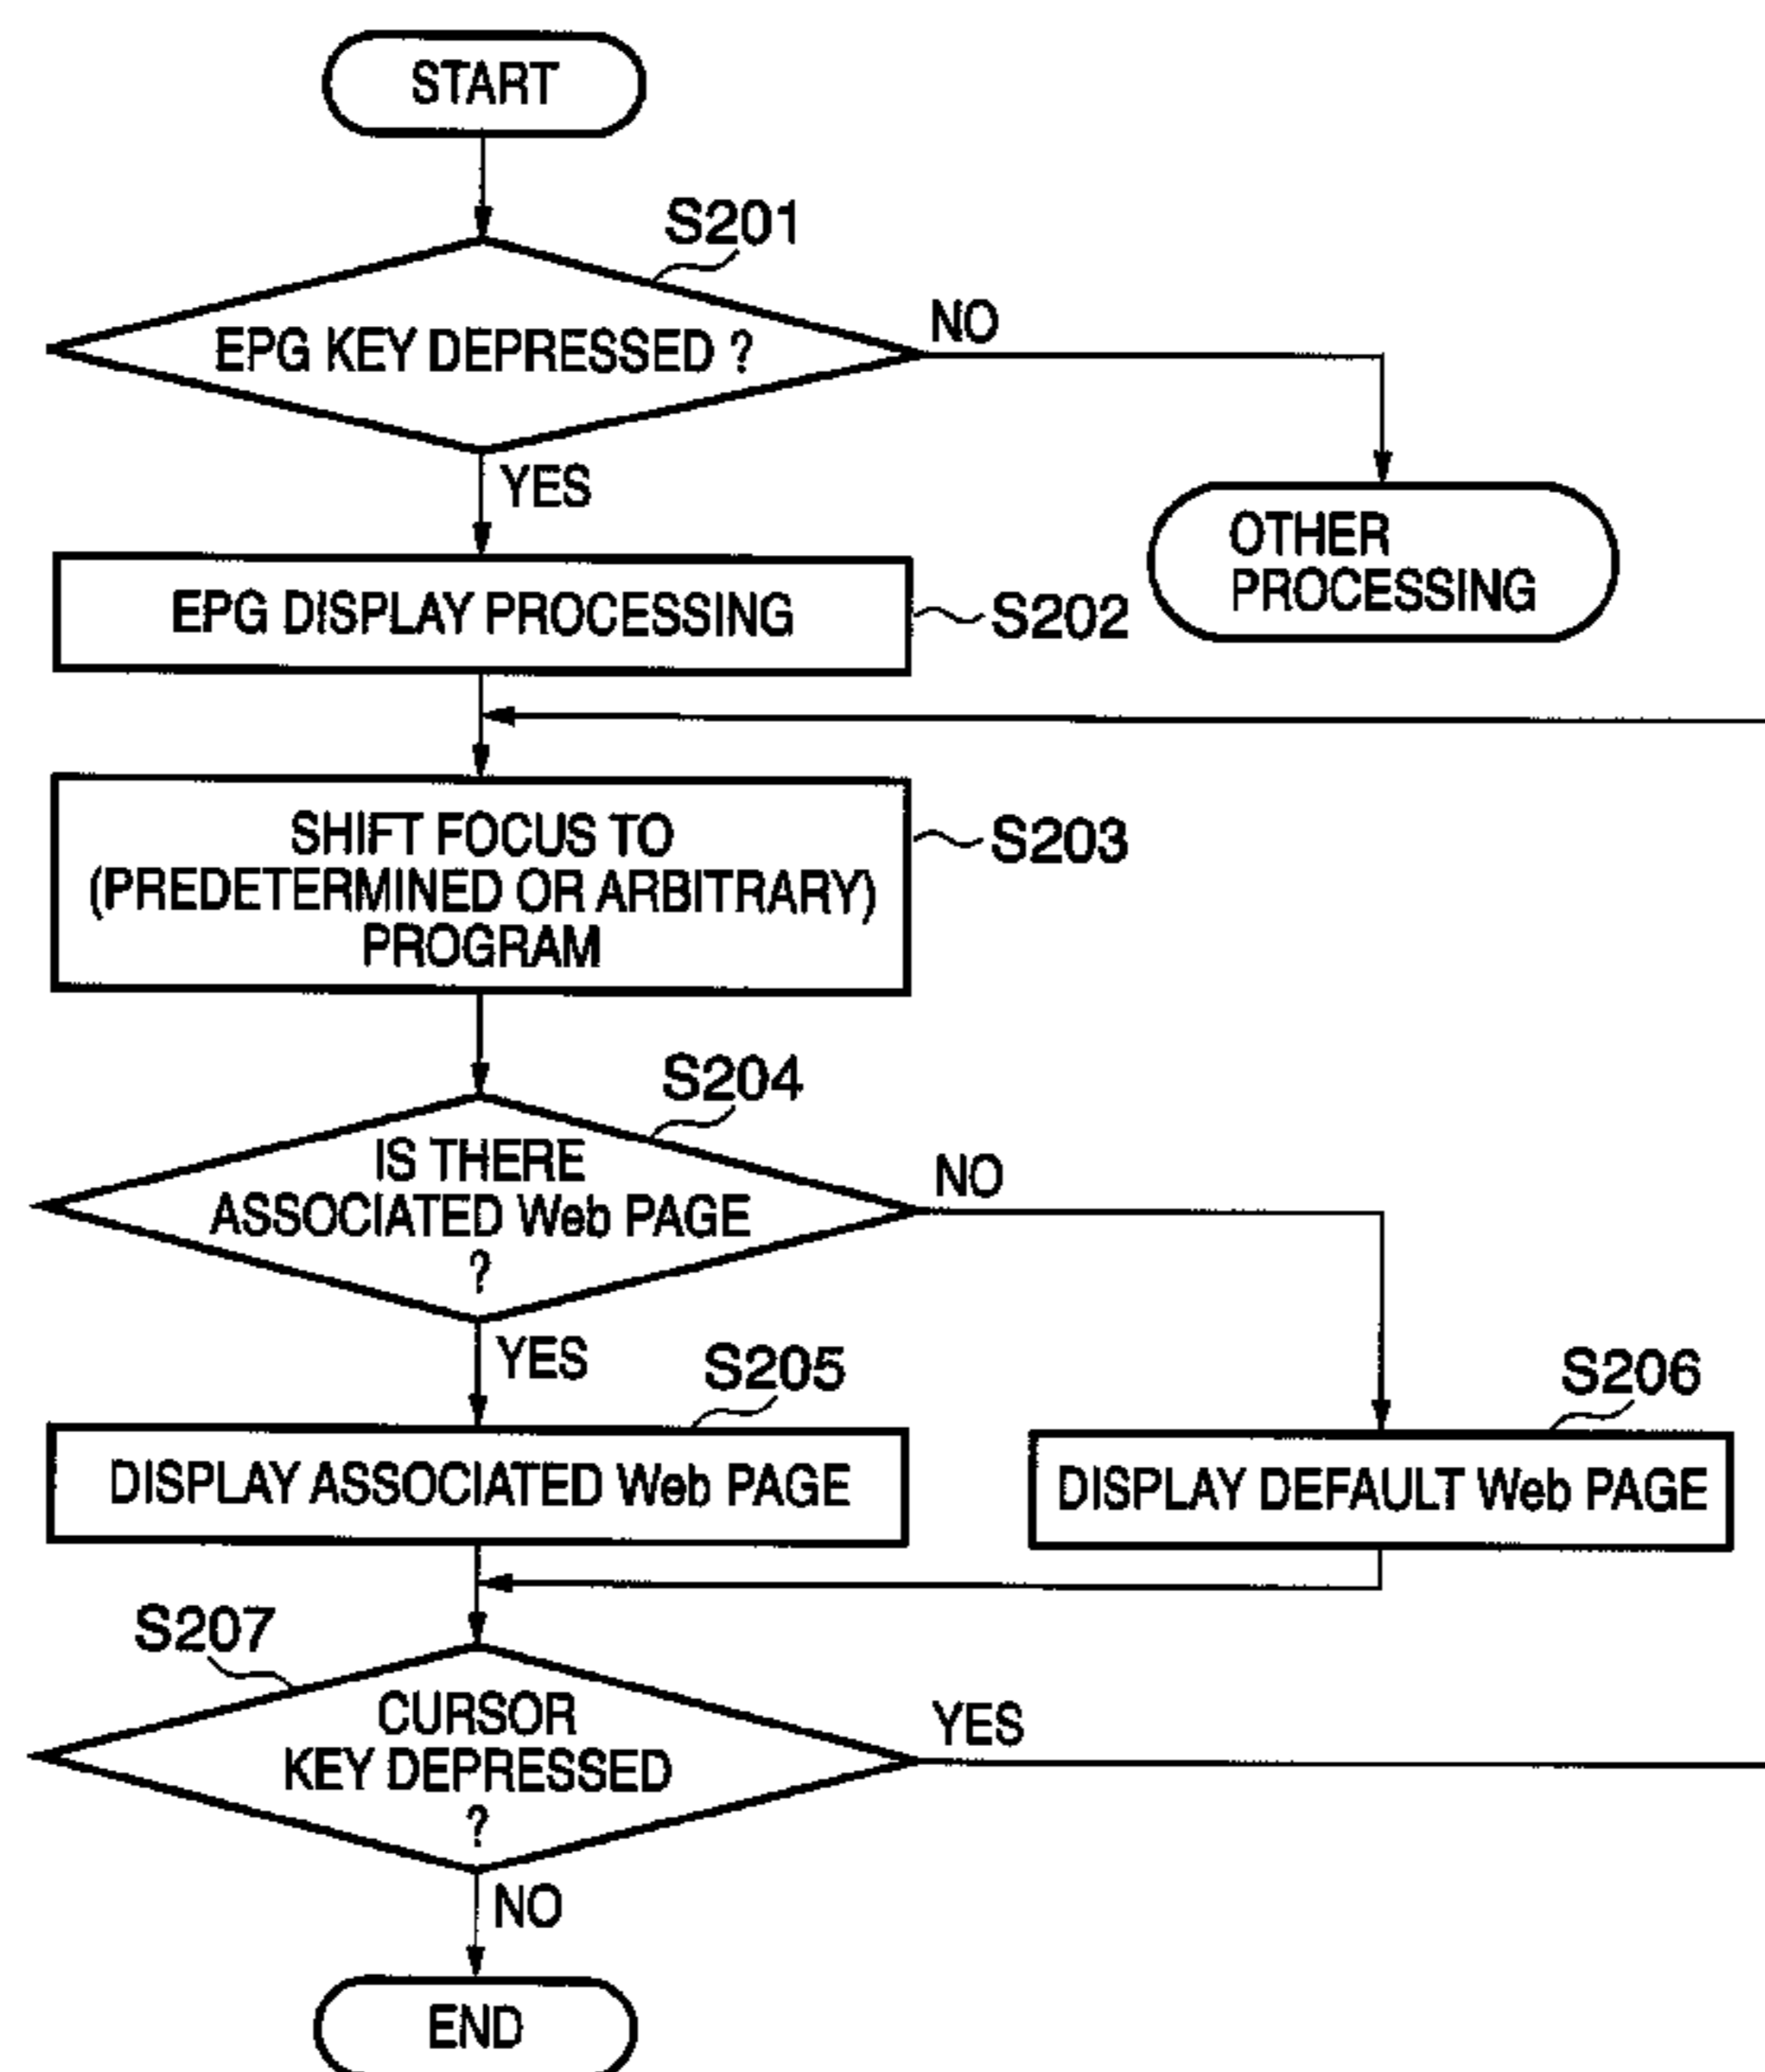 START
S201
EPG KEY DEPRESSED ?
NO
YES
OTHER
PROCESSING
EPG DISPLAY PROCESSING
S202
SHIFT FOCUS TO
(PREDETERMINED OR ARBITRARY)
PROGRAM
S203
S204
IS THERE
ASSOCIATED Web PAGE
?
NO
YES
S205
S206
DISPLAY ASSOCIATED Web PAGE
DISPLAY DEFAULT Web PAGE
S207
CURSOR
KEY DEPRESSED
?
YES
NO
END